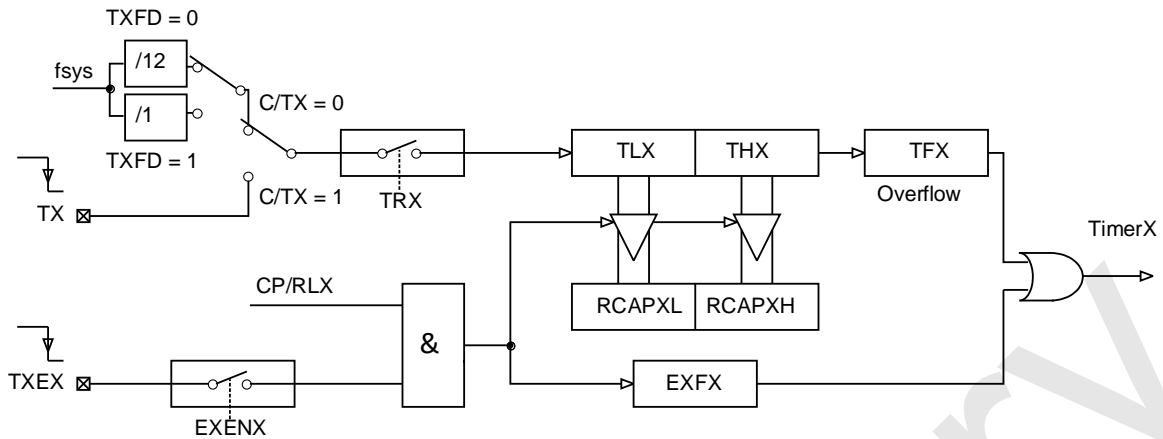 TXFD = 0
/12
fsys
/1
TXFD = 1
C/TX = 0
C/TX = 1
TX
TRX
TLX
THX
TFX
Overflow
TimerX
CP/RLX
&
RCAPXL
RCAPXH
TXEX
EXENX
EXFX